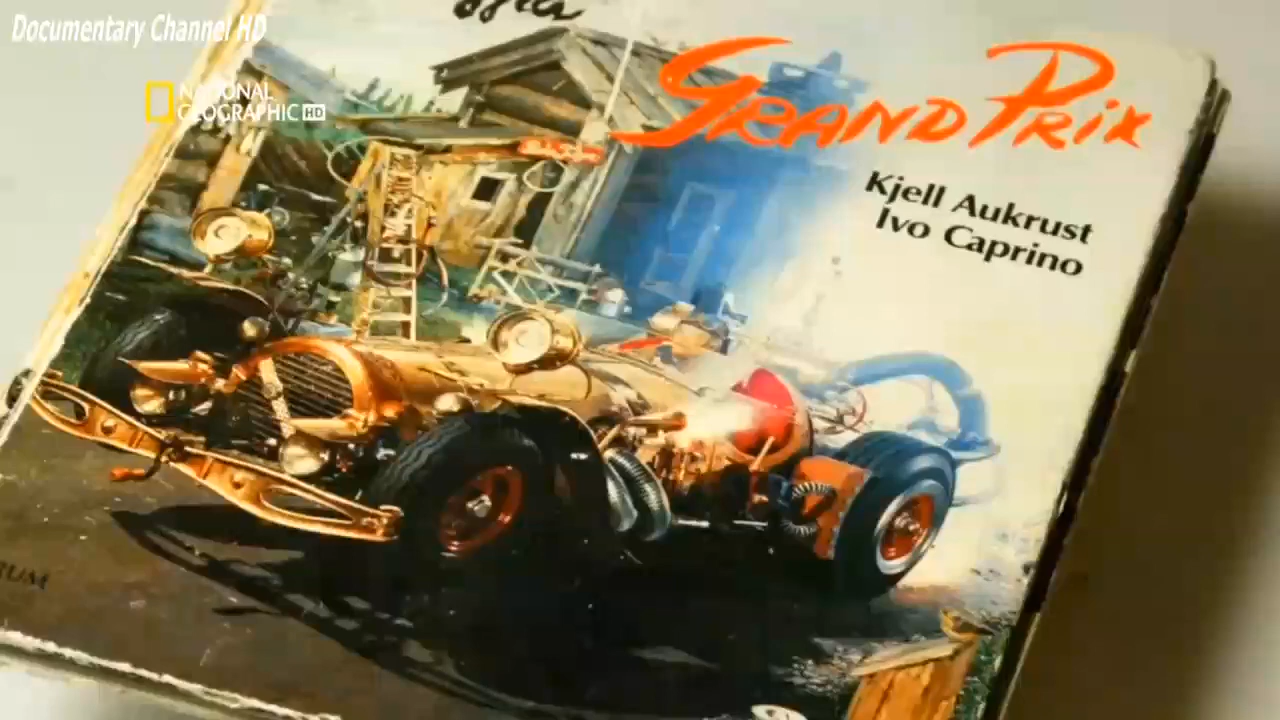 Documentary Channel HD
NATIONAL
GEOGRAPHIC HD
GRAND PRIX
Kjell Aukrust
Ivo Caprino